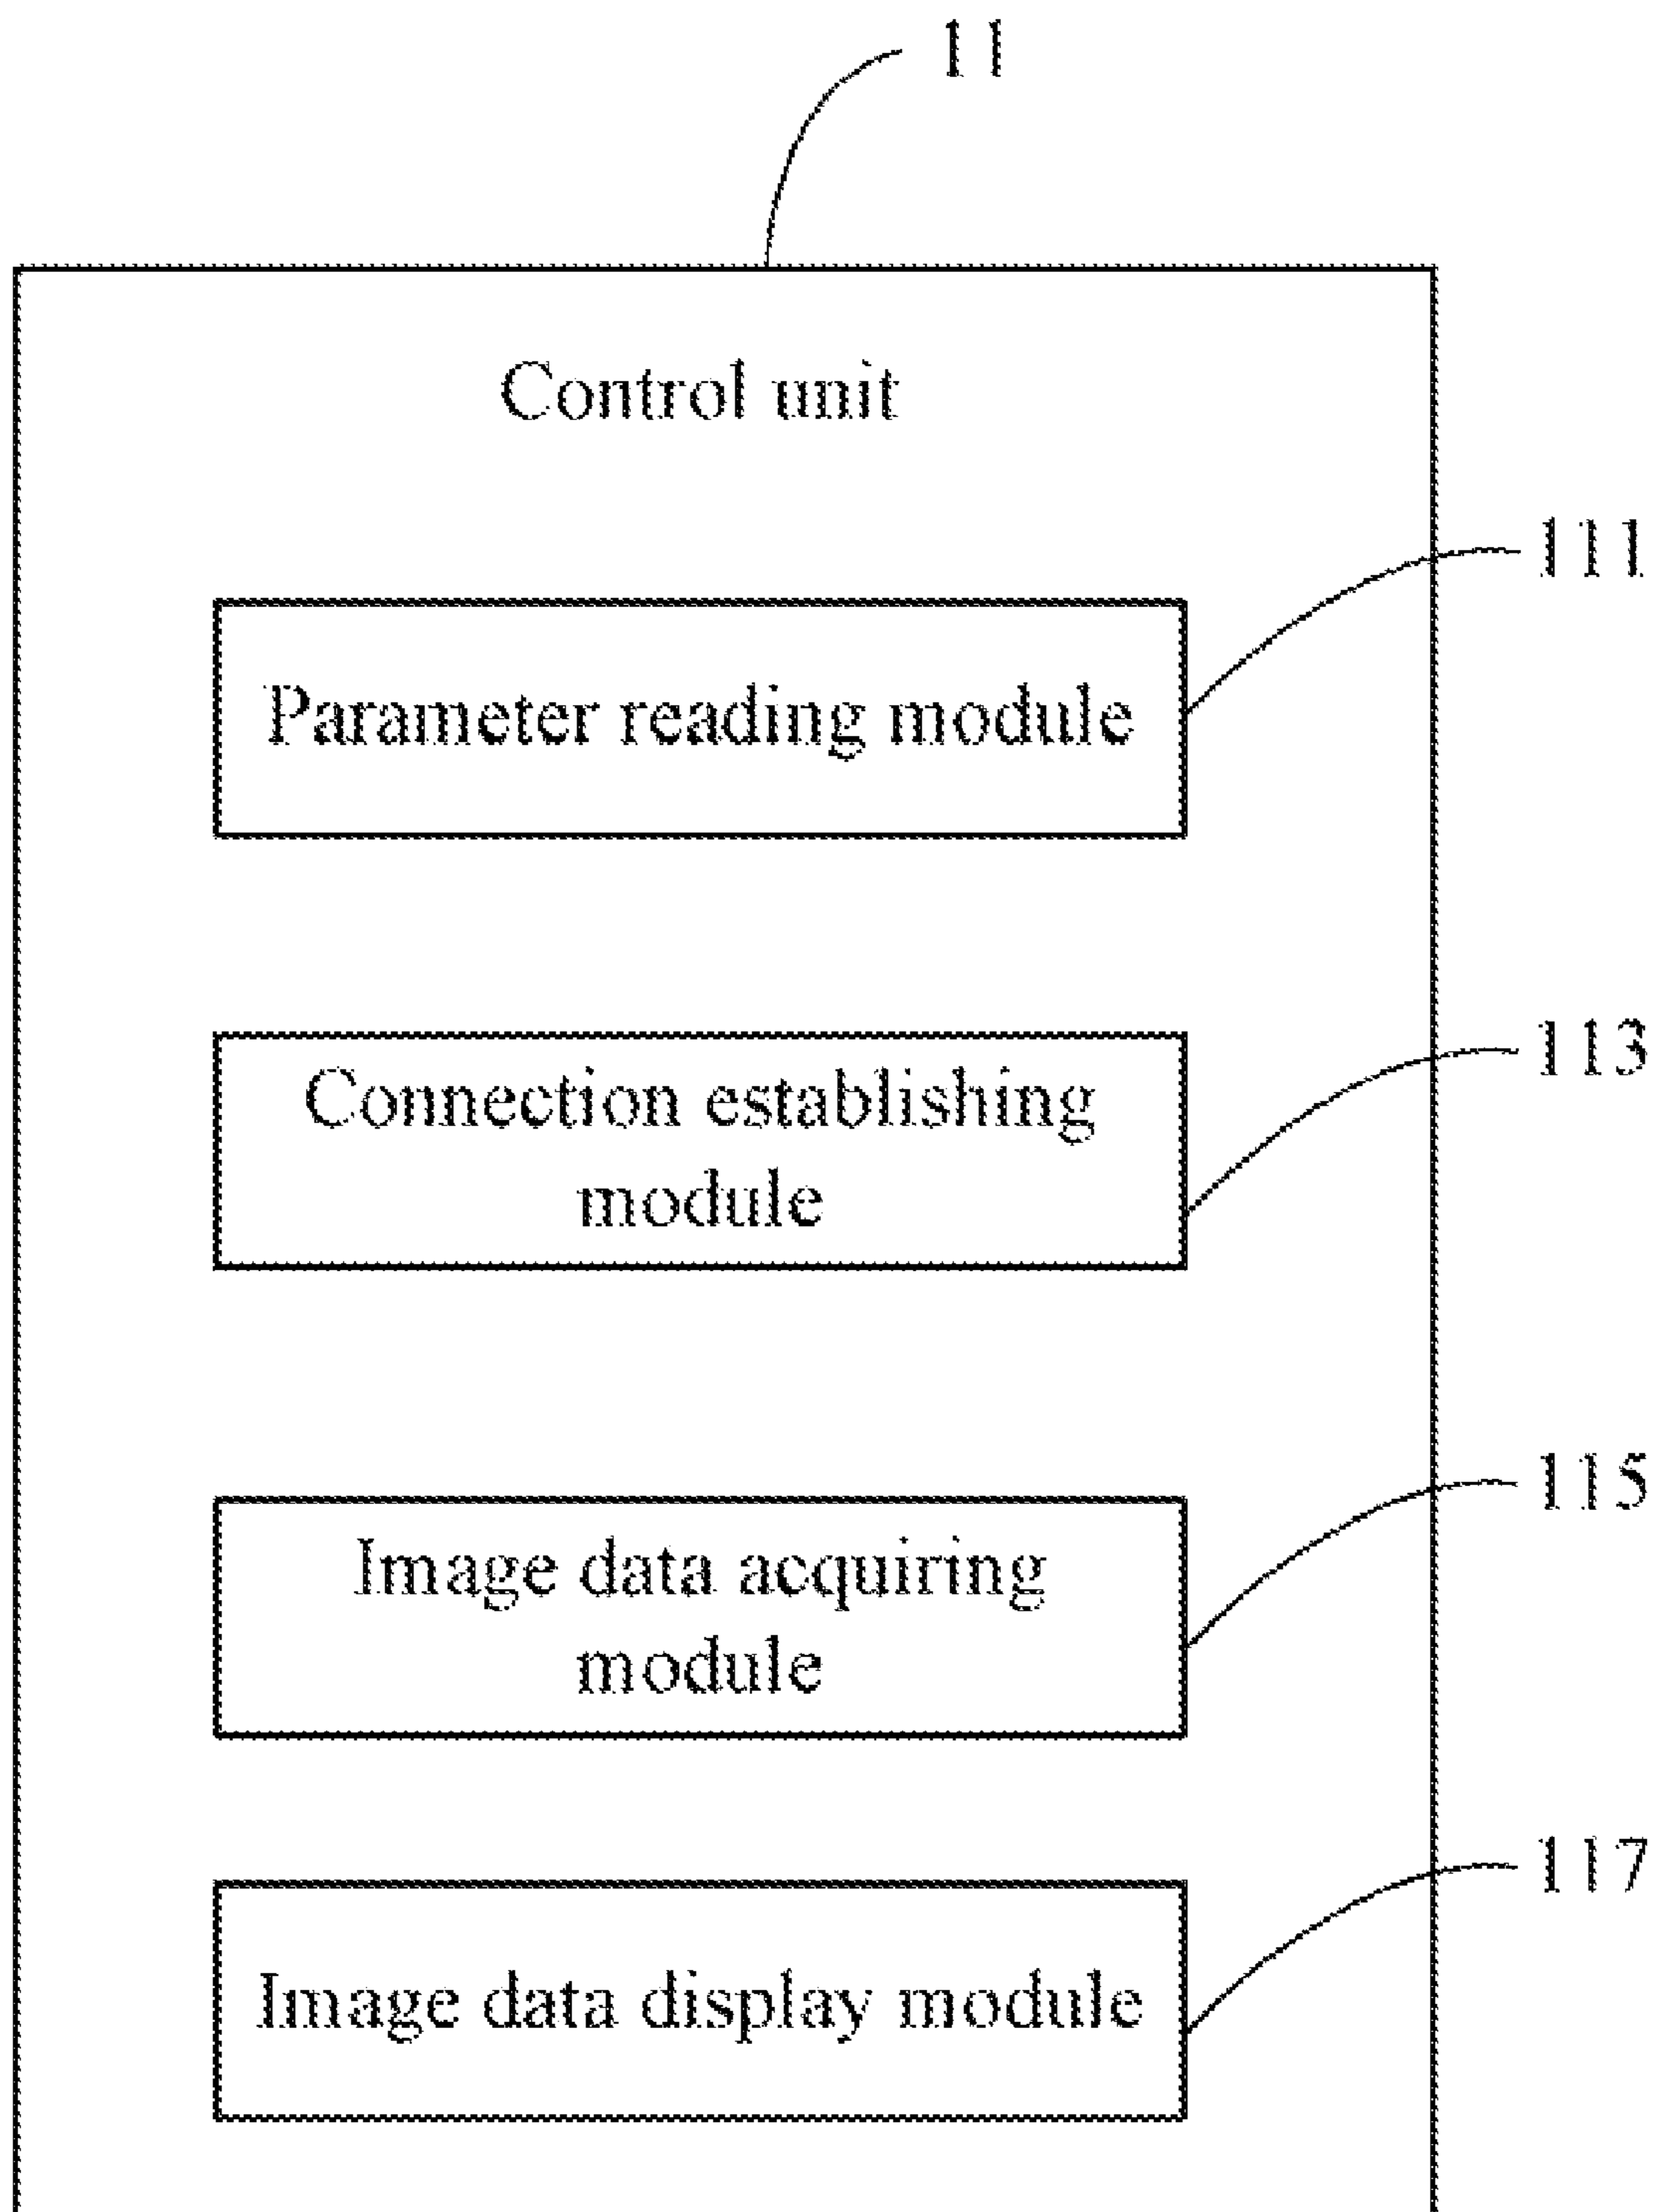 11
Control unit
111
Parameter reading module
113
Connection establishing
module
115
Image data acquiring
module
117
Image data display module